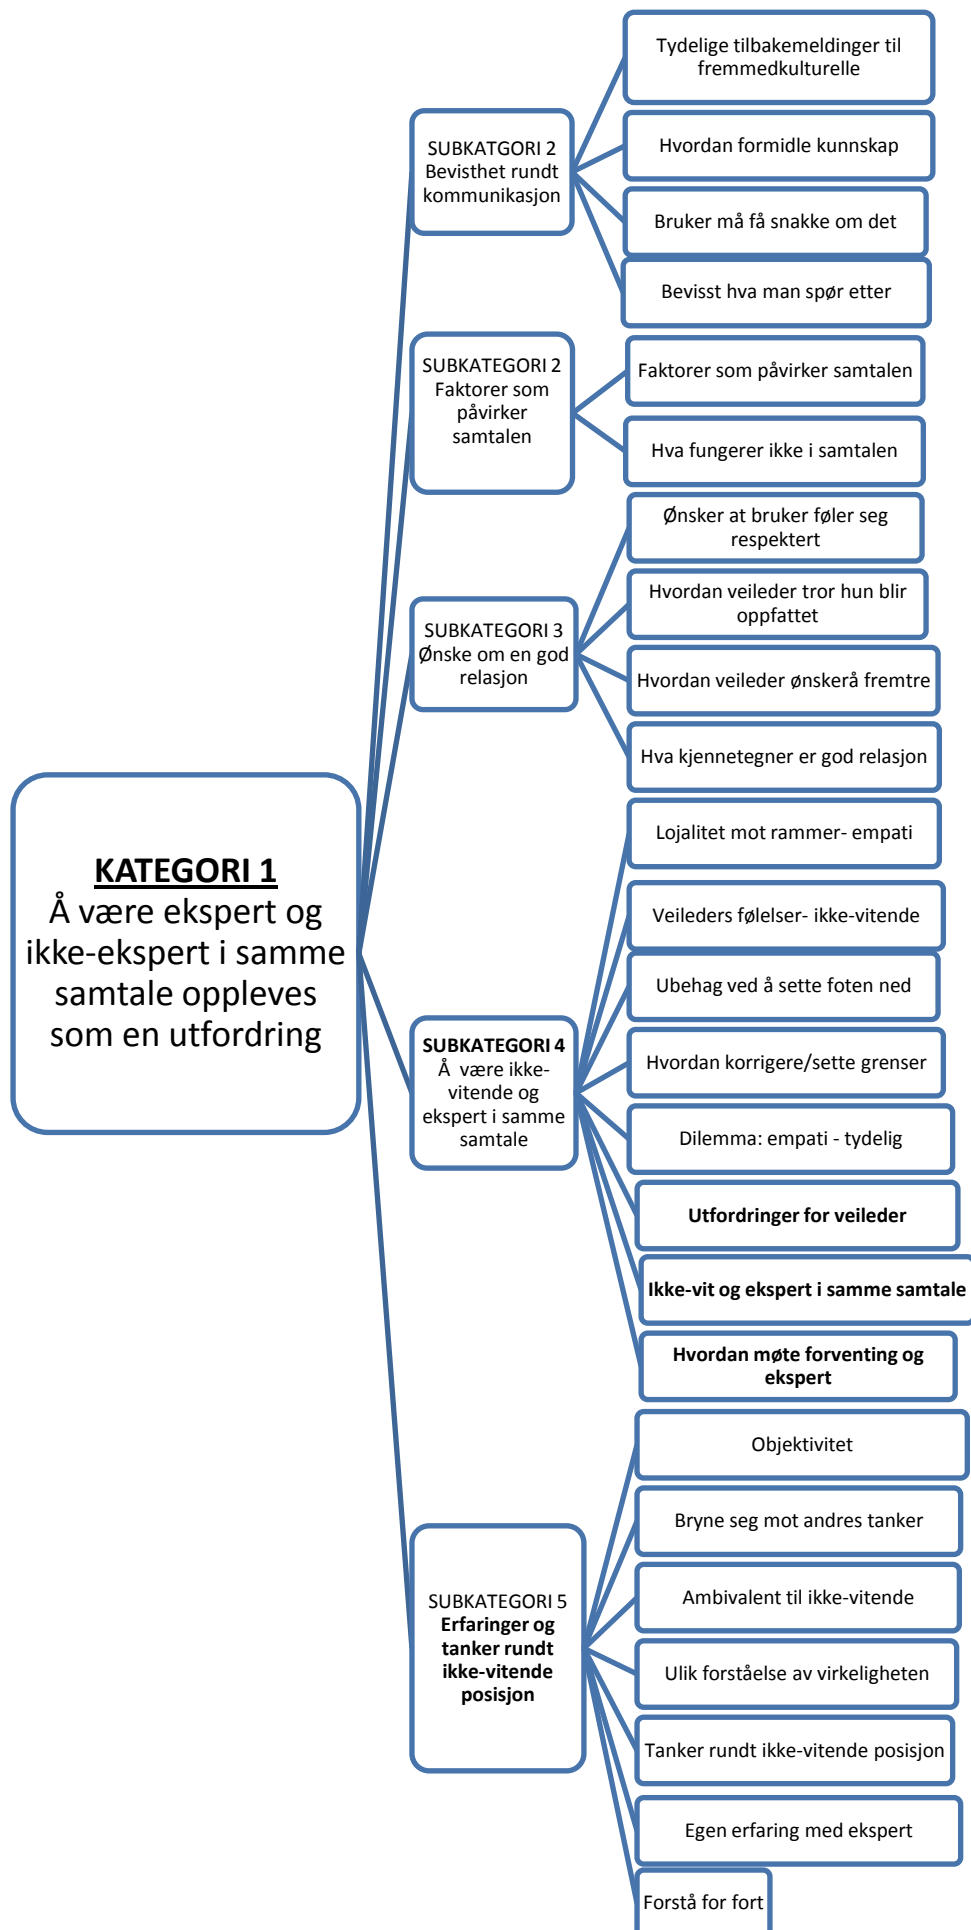 KATEGORI 1
Å være ekspert og
ikke-ekspert i samme
samtale oppleves
som en utfordring
SUBKATGORI 2
Bevisthet rundt
kommunikasjon
Tydelige tilbakemeldinger til
fremmedkulturelle
Hvordan formidle kunnskap
Bruker må få snakke om det
Bevisst hva man spør etter
SUBKATEGORI 2
Faktorer som
påvirker
samtalen
Faktorer som påvirker samtalen
Hva fungerer ikke i samtalen
SUBKATEGORI 3
Ønske om en god
relasjon
Ønsker at bruker føler seg
respektert
Hvordan veileder tror hun blir
oppfattet
Hvordan veileder ønskerå fremtre
Hva kjennetegner er god relasjon
SUBKATEGORI 4
Å være ikke-
vitende og
ekspert i samme
samtale
Lojalitet mot rammer- empati
Veileders følelser- ikke-vitende
Ubehag ved å sette foten ned
Hvordan korrigere/sette grenser
Dilemma: empati - tydelig
Utfordringer for veileder
Ikke-vit og ekspert i samme samtale
Hvordan møte forventing og
ekspert
SUBKATEGORI 5
Erfaringer og
tanker rundt
ikke-vitende
posisjon
Objektivitet
Bryne seg mot andres tanker
Ambivalent til ikke-vitende
Ulik forståelse av virkeligheten
Tanker rundt ikke-vitende posisjon
Egen erfaring med ekspert
Forstå for fort